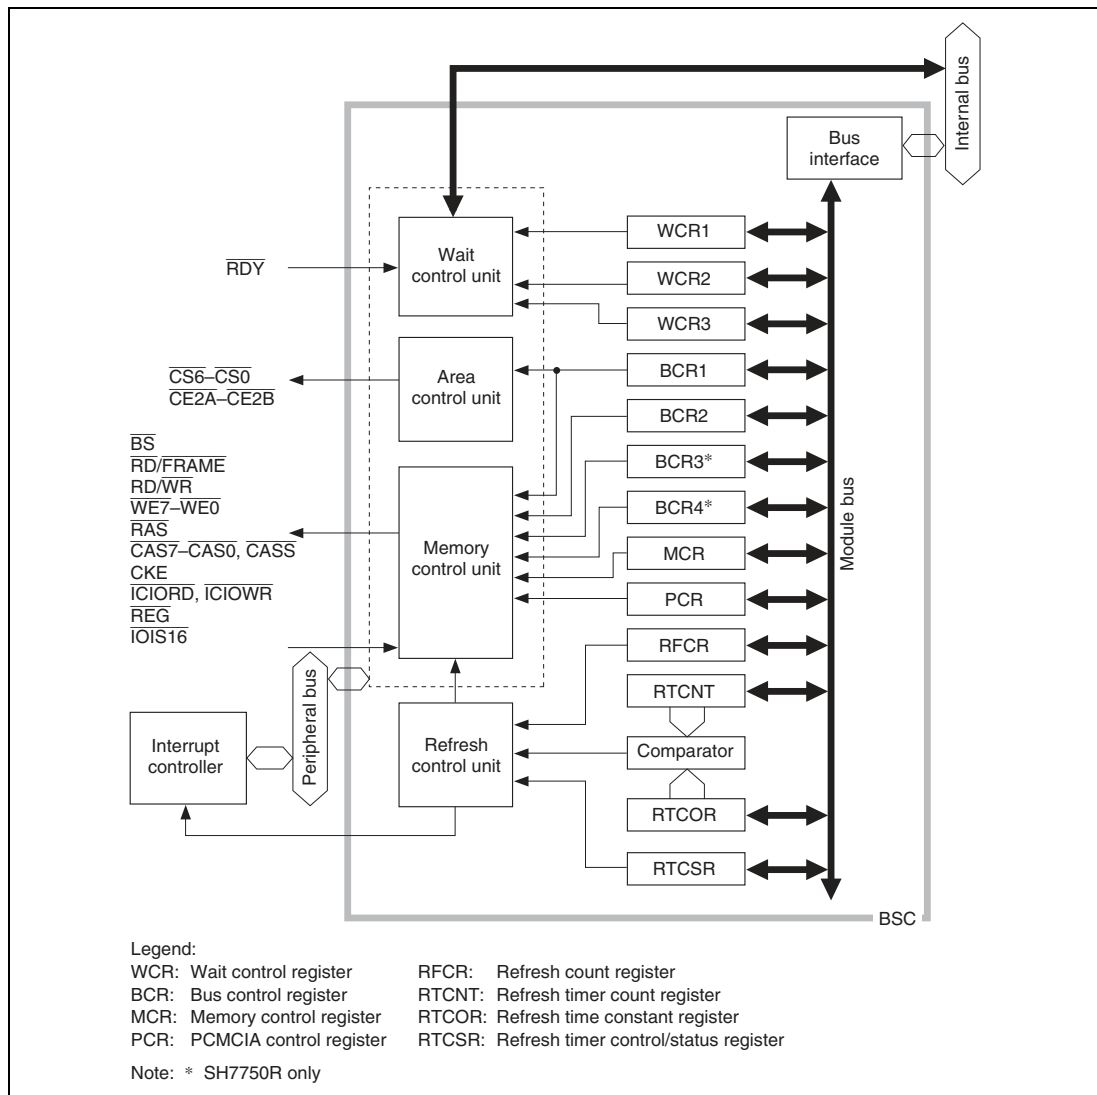 Internal bus
Bus
interface
Wait
control unit
WCR1
RDY
WCR2
WCR3
CS6–CS0
CE2A–CE2B
Area
control unit
BCR1
BCR2
BS
RD/FRAME
RD/WR
WE7–WE0
RAS
CAS7–CAS0, CASS
CKE
ICIORD, ICIOWR
REG
IOIS16
Memory
control unit
BCR3*
BCR4*
MCR
PCR
Module bus
RFCR
RTCNT
Interrupt
controller
Peripheral bus
Refresh
control unit
Comparator
RTCOR
RTCSR
BSC
Legend:
WCR: Wait control register
BCR: Bus control register
MCR: Memory control register
PCR: PCMCIA control register
RFCR: Refresh count register
RTCNT: Refresh timer count register
RTCOR: Refresh time constant register
RTCSR: Refresh timer control/status register
Note: * SH7750R only